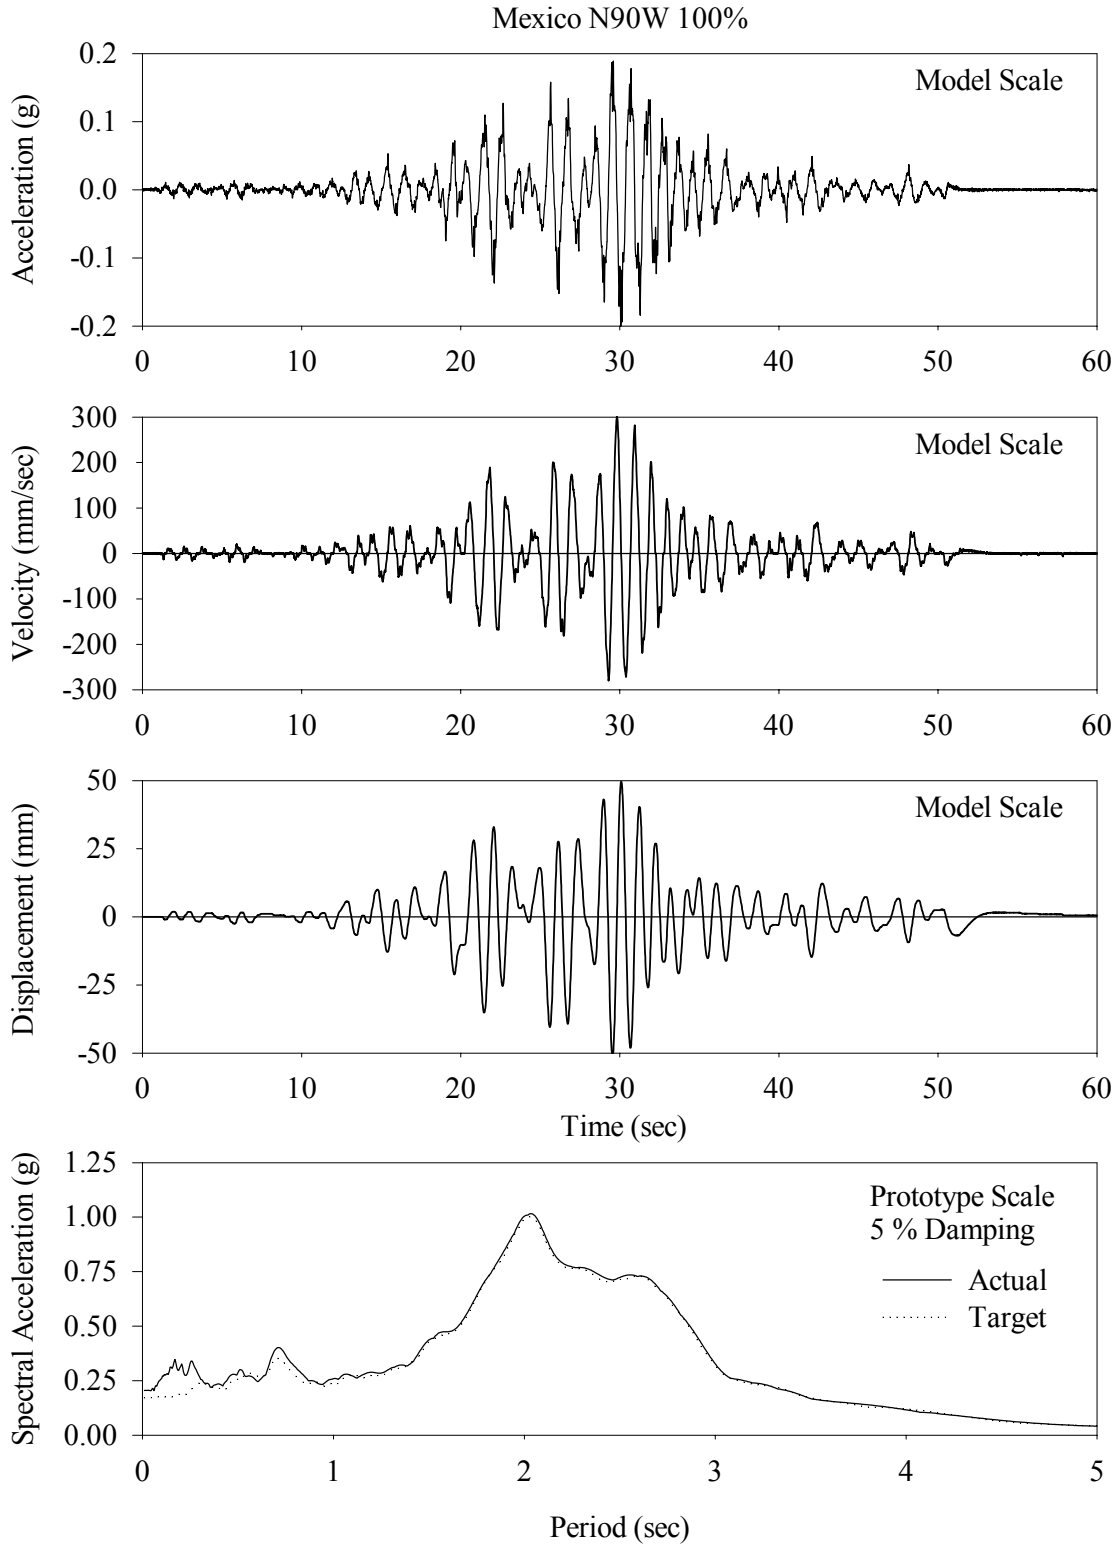 Mexico N90W 100%
Acceleration (g)
0.2
0.1
0.0
-0.1
-0.2
Model Scale
0 10 20 30 40 50 60
Velocity (mm/sec)
300
200
100
0
-100
-200
-300
Model Scale
0 10 20 30 40 50 60
Displacement (mm)
50
25
0
-25
-50
Model Scale
0 10 20 30 40 50 60
Time (sec)
Spectral Acceleration (g)
1.25
1.00
0.75
0.50
0.25
0.00
Prototype Scale
5 % Damping
Actual
Target
0 1 2 3 4 5
Period (sec)